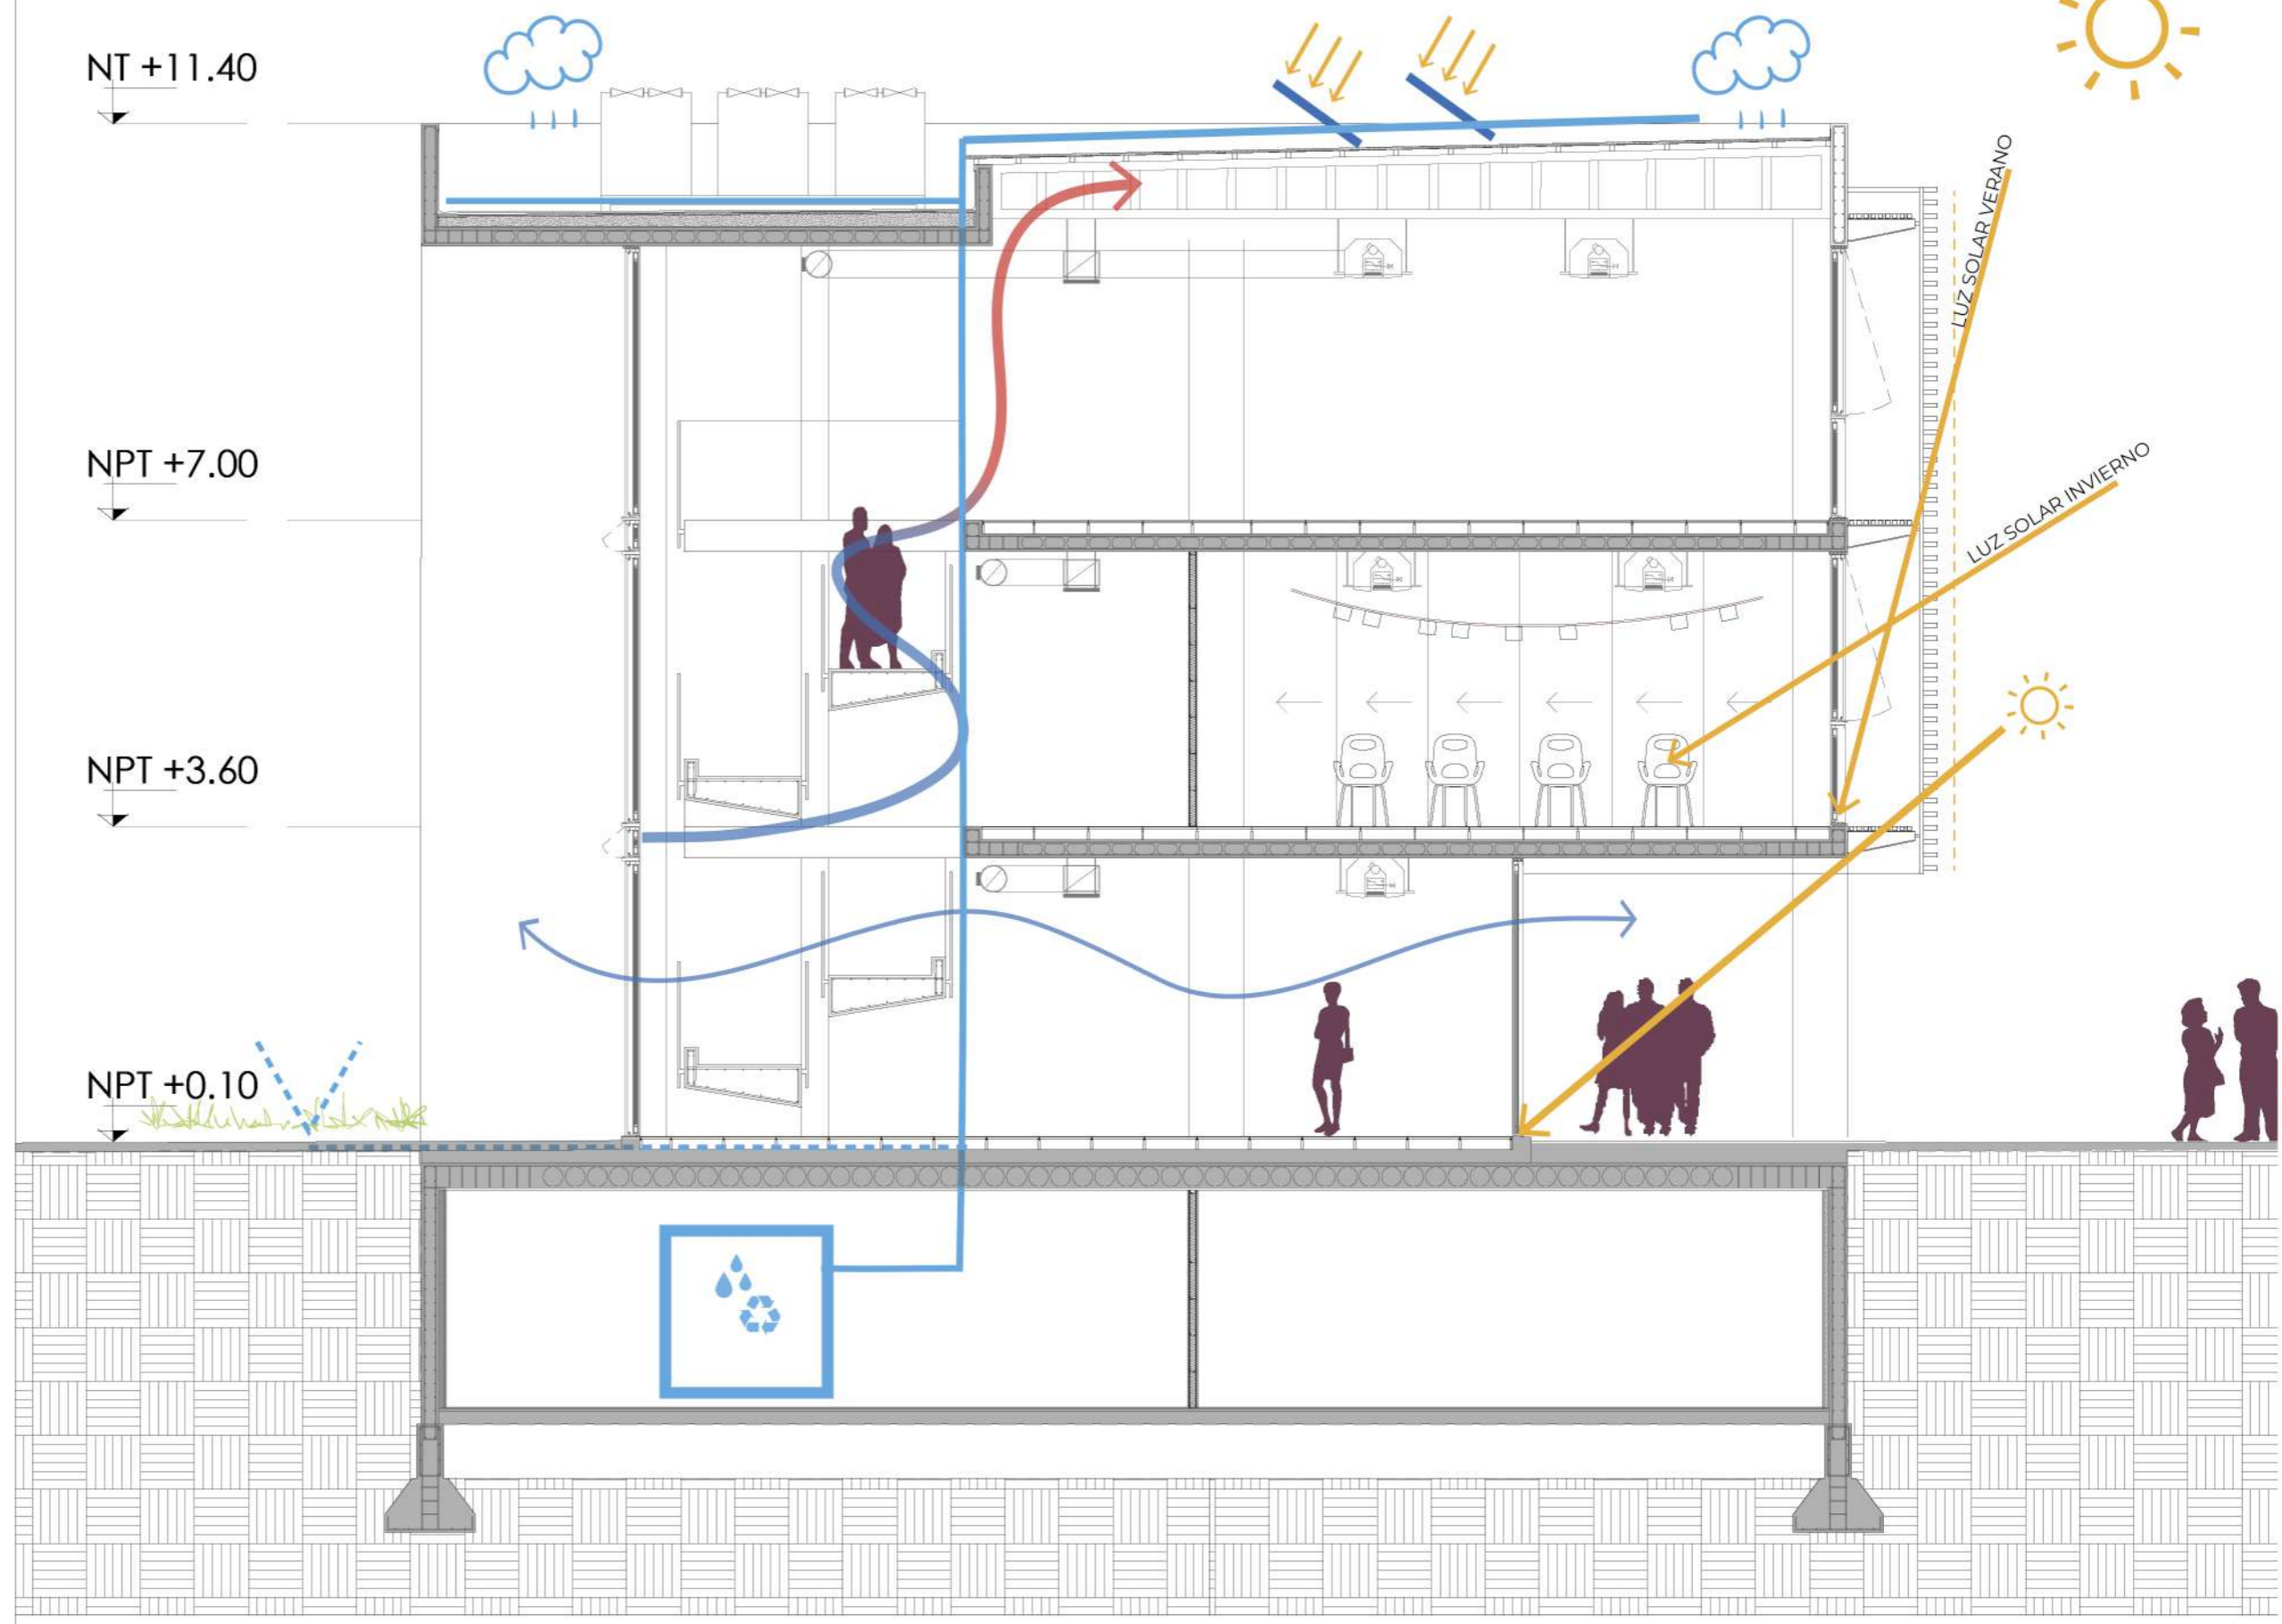 NT +11.40
LUZ SOLAR VERANO
NPT +7.00
LUZ SOLAR INVIERNO
NPT +3.60
NPT +0.10